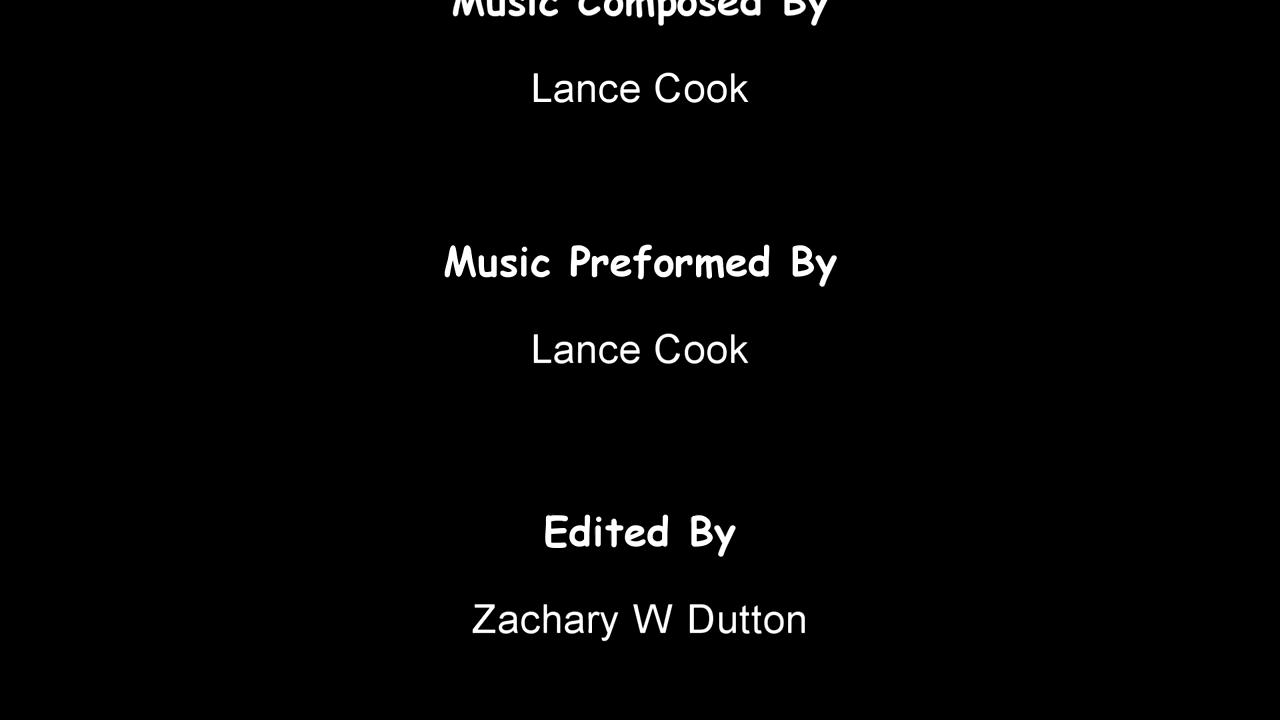 Music Composed By
Lance Cook
Music Preformed By
Lance Cook
Edited By
Zachary W Dutton